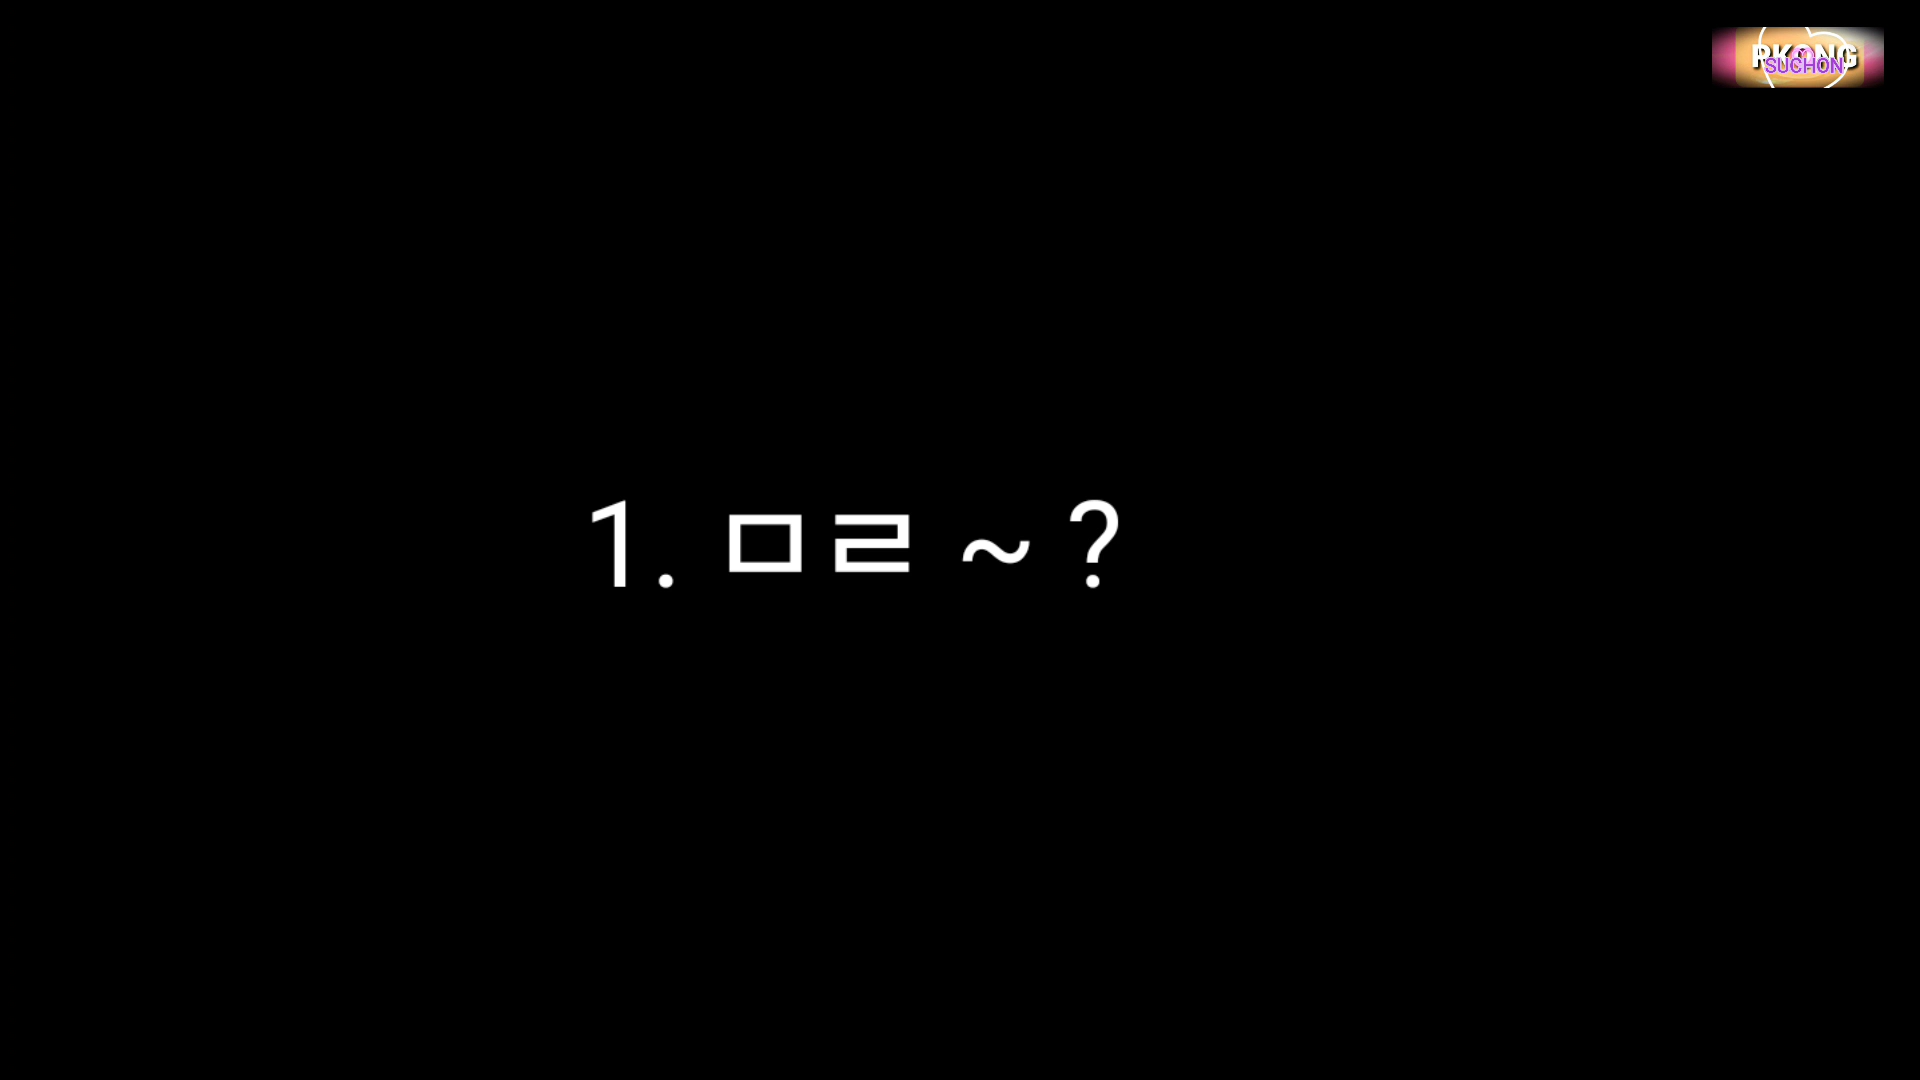 RKONG
SUCHON
1. ㅁㄹ ~ ?